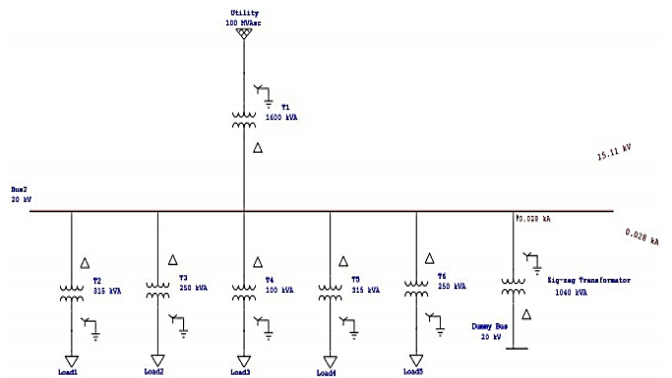 Utility
100 MVAsc
T1
1600 kVA
15.11 kV
Bus2
20 kV
0.028 kA
0.028 kA
T2
315 kVA
T3
250 kVA
T4
100 kVA
T5
315 kVA
T6
250 kVA
Zig-zag Transformator
1040 kVA
Dummy Bus
20 kV
Load1
Load2
Load3
Load4
Load5